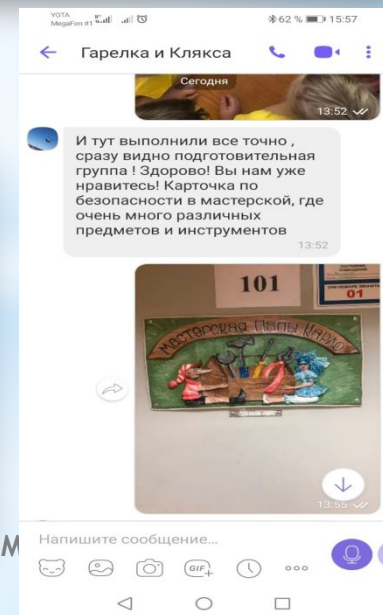 YOTA
MegaFon #1
62 % 15:57
Гарелка и Клякса
Сегодня
13:52
И тут выполнили все точно ,
сразу видно подготовительная
группа ! Здорово! Вы нам уже
нравитесь! Карточка по
безопасности в мастерской, где
очень много различных
предметов и инструментов
13:52
101
01
МАСТЕРСКАЯ ПАПЫ КАРЛО
13:55
М
Напишите сообщение...
GIF